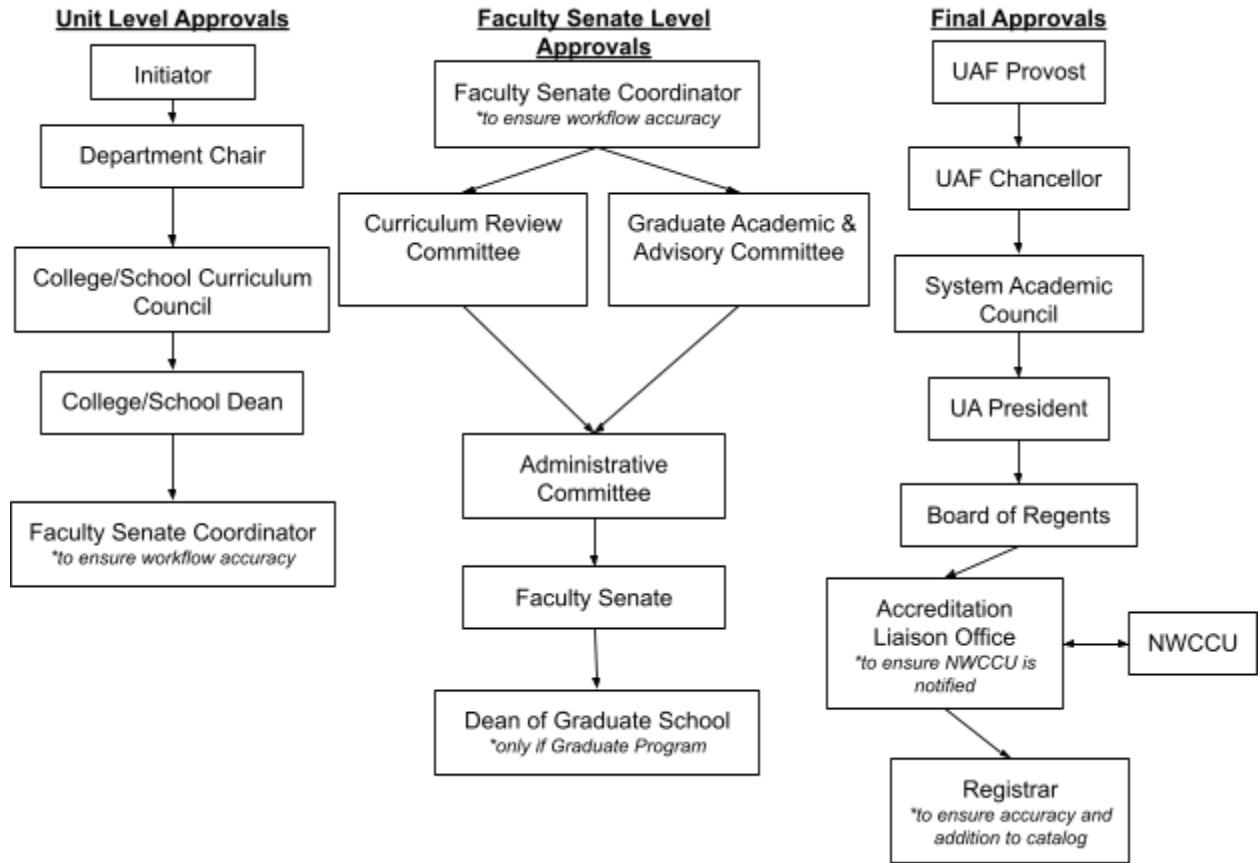 Unit Level Approvals
Initiator
Department Chair
College/School Curriculum
Council
College/School Dean
Faculty Senate Coordinator
*to ensure workflow accuracy
Faculty Senate Level
Approvals
Faculty Senate Coordinator
*to ensure workflow accuracy
Curriculum Review
Committee
Graduate Academic &
Advisory Committee
Administrative
Committee
Faculty Senate
Dean of Graduate School
*only if Graduate Program
Final Approvals
UAF Provost
UAF Chancellor
System Academic
Council
UA President
Board of Regents
Accreditation
Liaison Office
*to ensure NWCCU is
notified
NWCCU
Registrar
*to ensure accuracy and
addition to catalog